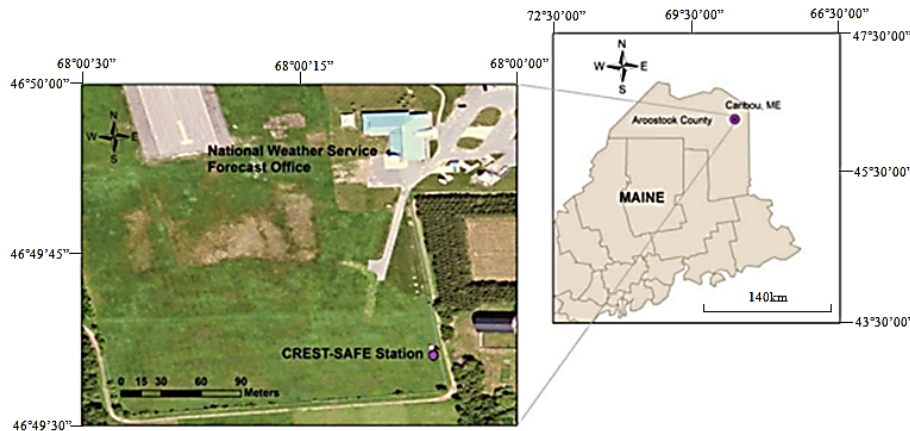 72°30'00"
69°30'00"
66°30'00"
47°30'00"
68°00'30"
68°00'15"
68°00'00"
46°50'00"
N
W E
S
N
W E
S
Caribou, ME
Aroostook County
1
National Weather Service
Forecast Office
45°30'00"
MAINE
46°49'45"
140km
43°30'00"
CREST-SAFE Station
0 15 30 60 90
Meters
46°49'30"